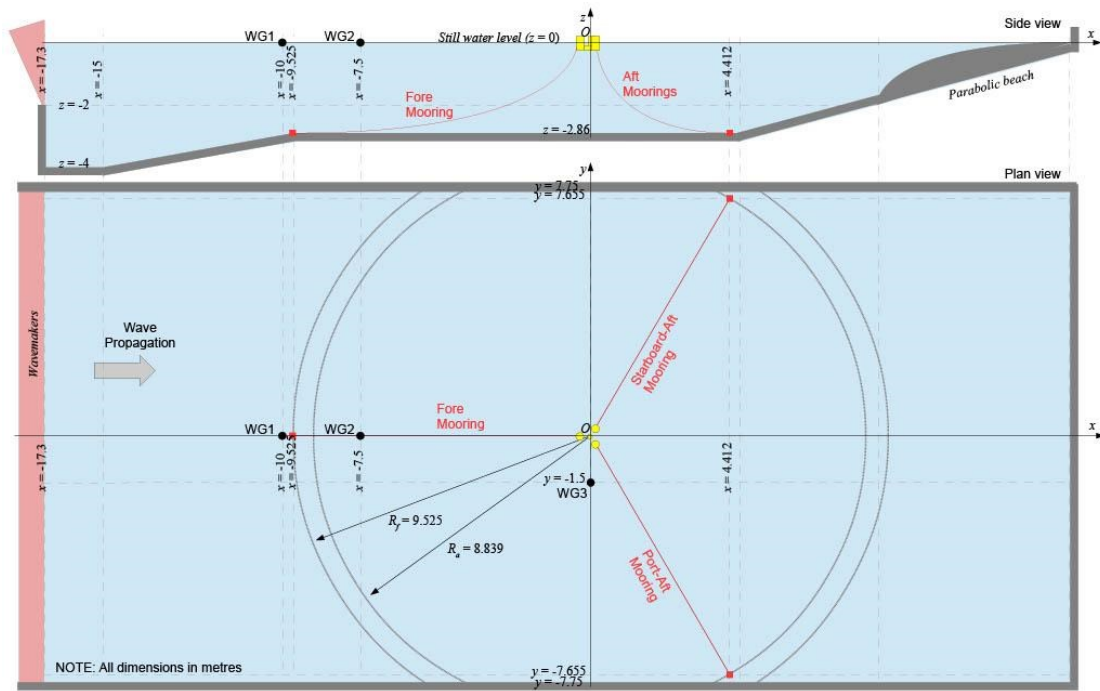 z
Side view
x = -17.3
WG1
WG2
Still water level (z = 0)
O
x
x = -15
x = -10
x = -9.525
x = -7.5
x = 4.412
Fore
Mooring
Aft
Moorings
Parabolic beach
z = -2
z = -2.86
z = -4
y
Plan view
y = 7.75
y = 7.655
Wavemakers
Wave
Propagation
Starboard-Aft
Mooring
Fore
Mooring
WG1
WG2
O
x
x = -17.3
x = -10
x = -9.525
x = -7.5
x = 4.412
y = -1.5
WG3
Rf = 9.525
Ra = 8.839
Port-Aft
Mooring
NOTE: All dimensions in metres
y = -7.655
y = -7.75